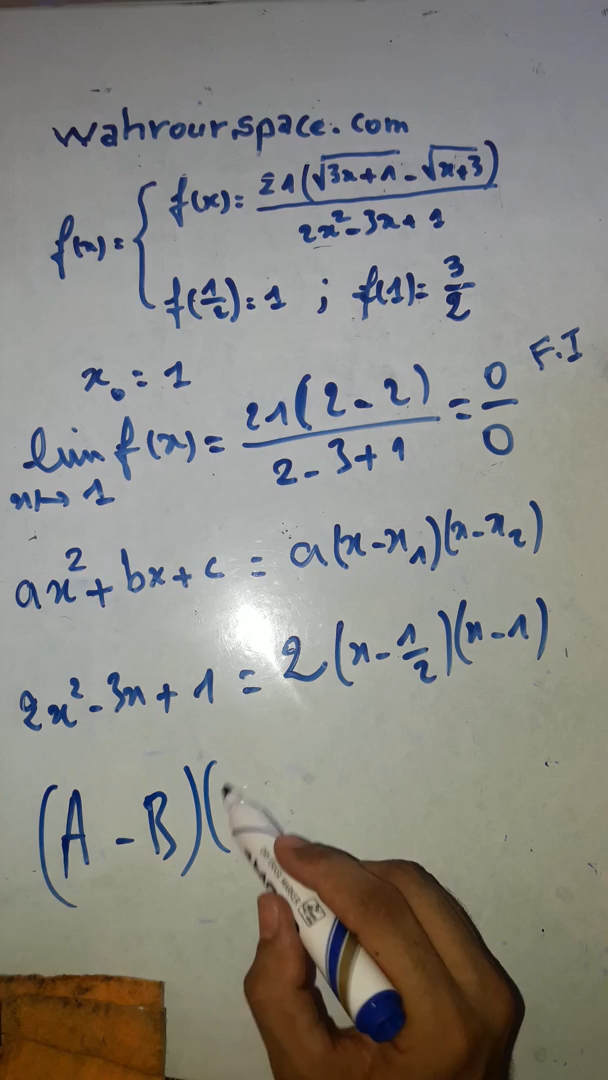 wahrourspace.com
f(x) = { f(x) = 21(√3x+1 - √x+3) / 2x² - 3x + 1
f(1/2) = 1 ; f(1) = 3/2
x₀ = 1
lim f(x) = 21(2-2) / 2-3+1 = 0/0 F.I
x↦1
ax² + bx + c = a(x-x₁)(x-x₂)
2x² - 3x + 1 = 2(x - 1/2)(x-1)
(A - B)(